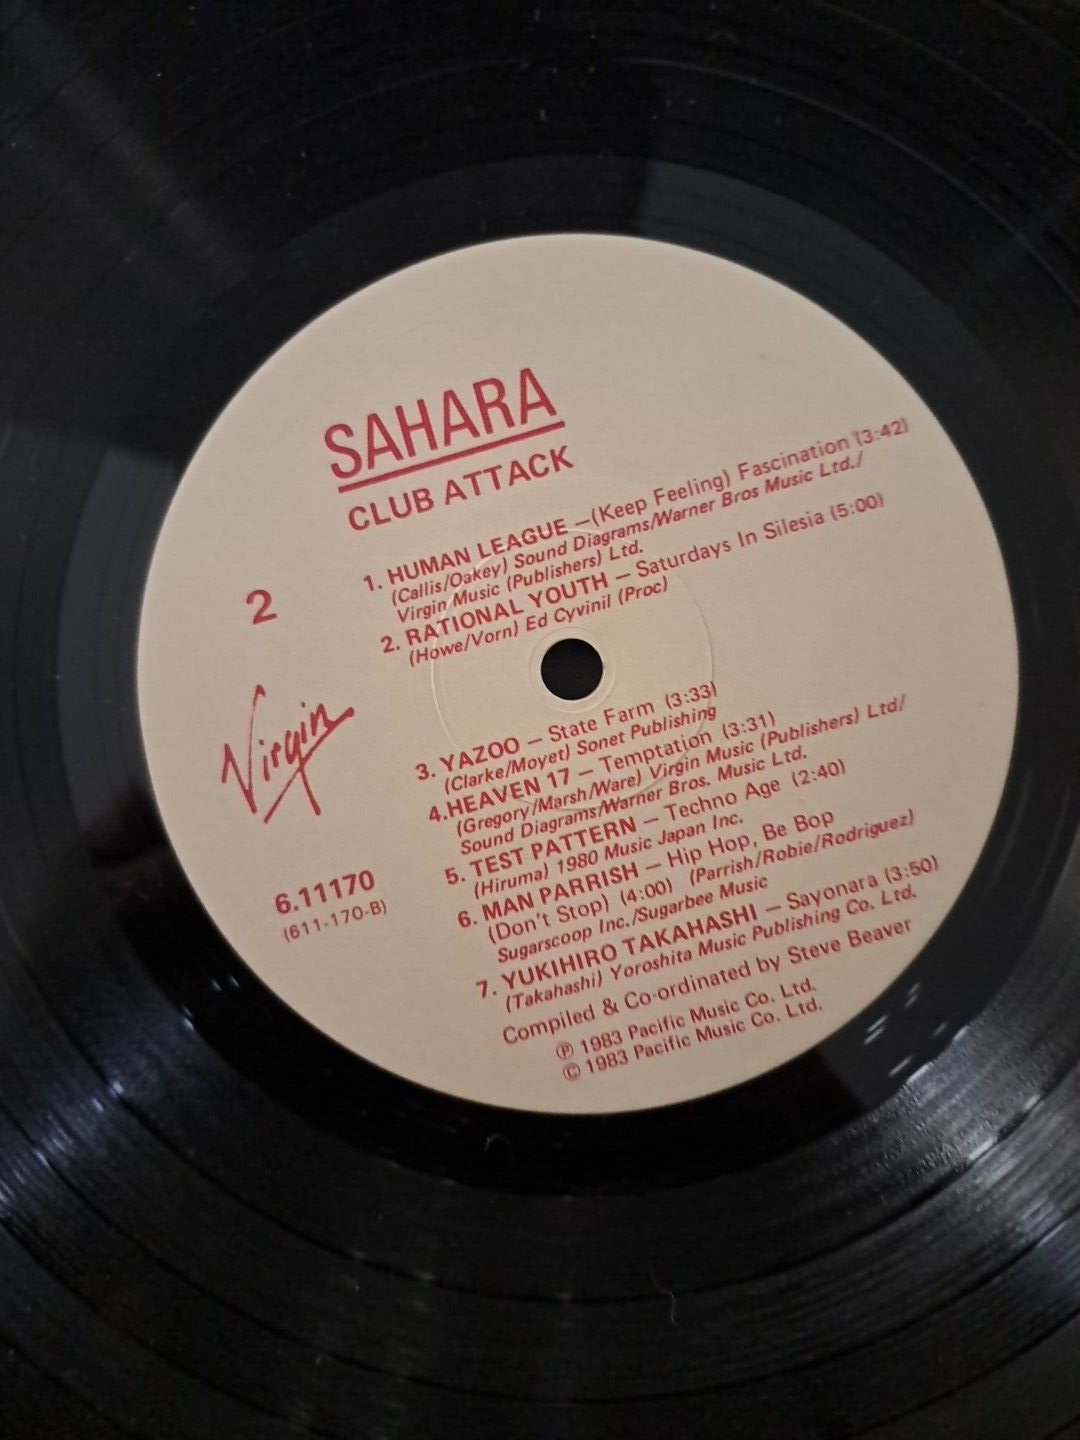 SAHARA
CLUB ATTACK
1. HUMAN LEAGUE –(Keep Feeling) Fascination (3:42)
(Callis/Oakey) Sound Diagrams/Warner Bros Music Ltd./
Virgin Music (Publishers) Ltd.
2. RATIONAL YOUTH – Saturdays In Silesia (5:00)
(Howe/Vorn) Ed Cyvinil (Proc)
2
Virgin
6.11170
(611-170-B)
3. YAZOO – State Farm (3:33)
(Clarke/Moyet) Sonet Publishing
4.HEAVEN 17 – Temptation (3:31)
(Gregory/Marsh/Ware) Virgin Music (Publishers) Ltd/
Sound Diagrams/Warner Bros. Music Ltd.
5. TEST PATTERN – Techno Age (2:40)
(Hiruma) 1980 Music Japan Inc.
6. MAN PARRISH – Hip Hop, Be Bop
(Don't Stop) (4:00) (Parrish/Robie/Rodriguez)
Sugarscoop Inc./Sugarbee Music
7. YUKIHIRO TAKAHASHI – Sayonara (3:50)
(Takahashi) Yoroshita Music Publishing Co. Ltd.
Compiled & Co-ordinated by Steve Beaver
℗ 1983 Pacific Music Co. Ltd.
© 1983 Pacific Music Co. Ltd.